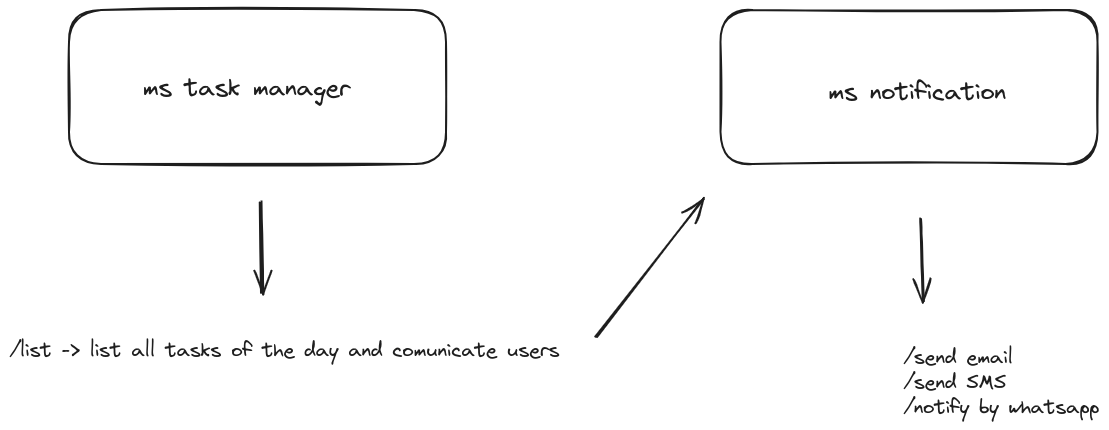 ms task manager
ms notification
/list -> list all tasks of the day and comunicate users
/send email
/send SMS
/notify by whatsapp